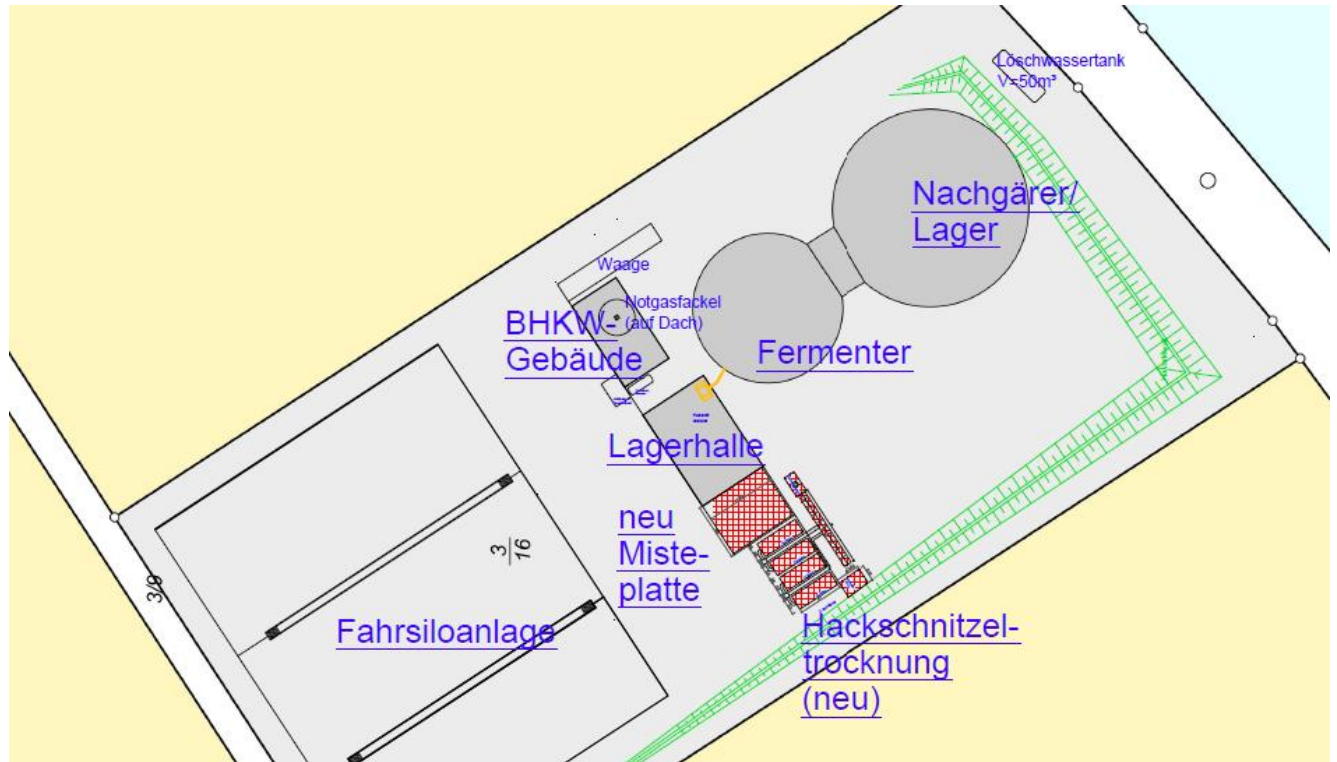 Löschwassertank
V=50m³
Nachgärer/
Lager
Waage
Notgasfackel
(auf Dach)
BHKW-
Gebäude
Fermenter
Lagerhalle
neu
Miste-
platte
3
16
3/9
Fahrsiloanlage
Hackschnitzel-
trocknung
(neu)